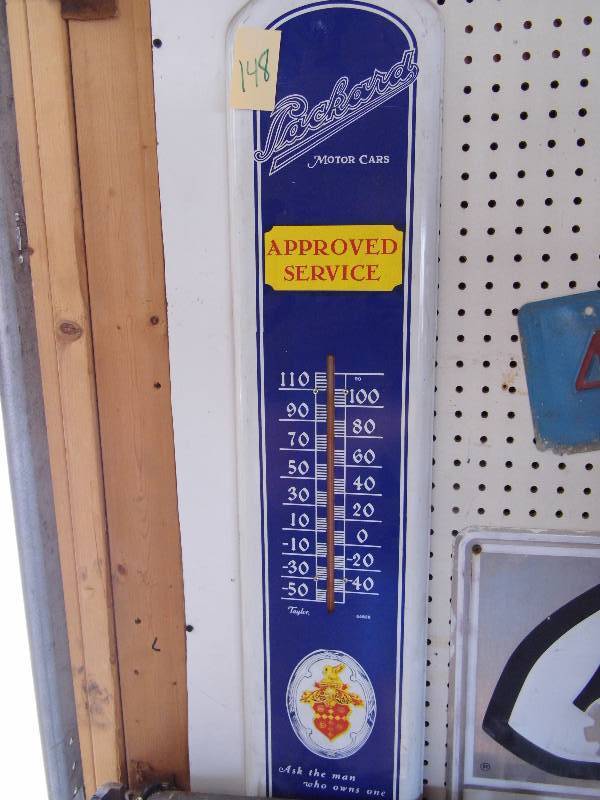 148
Packard
MOTOR CARS
APPROVED
SERVICE
110
100
90
80
70
60
50
40
30
20
10
0
-10
-20
-30
-40
-50
Taylor
Ask the man
who owns one
®